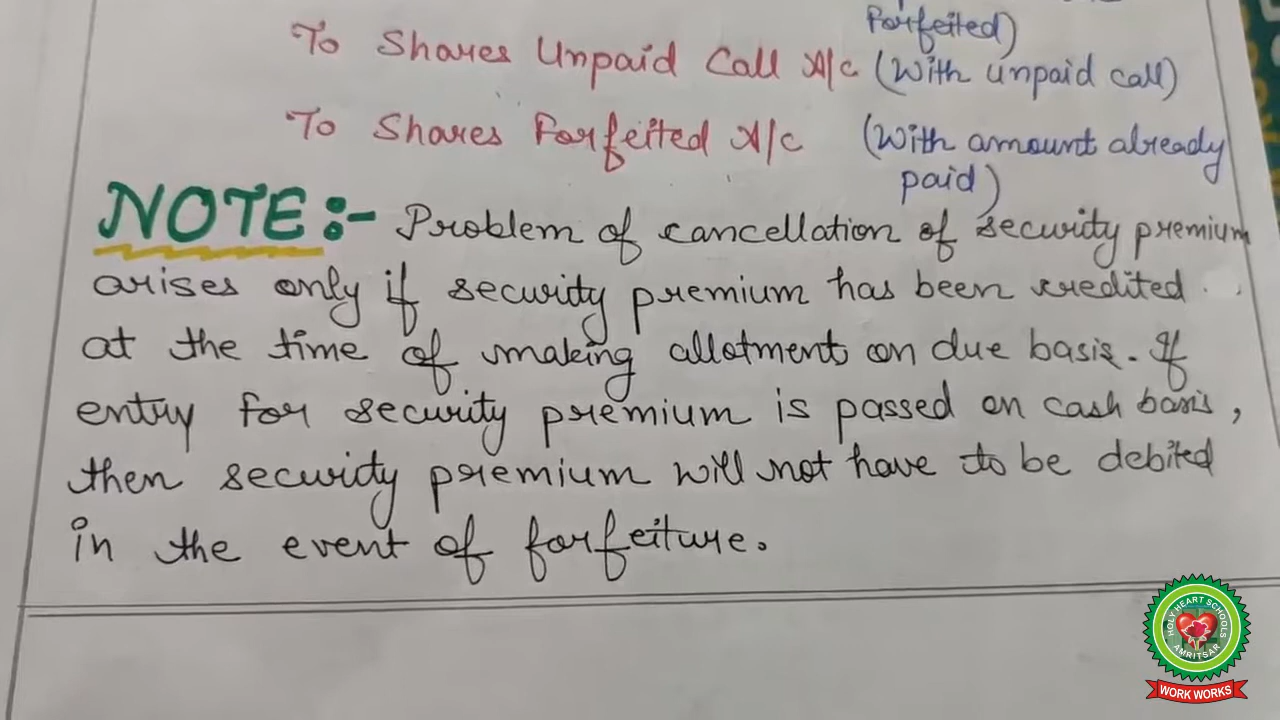 Forfeited)
To Shares Unpaid Call A/c (With unpaid call)
To Shares Forfeited A/c (With amount already
paid)
NOTE:- Problem of cancellation of security premium
arises only if security premium has been credited
at the time of making allotment on due basis. If
entry for security premium is passed on cash basis,
then security premium will not have to be debited
in the event of forfeiture.
HOLY HEART SCHOOLS
AMRITSAR
WORK WORKS